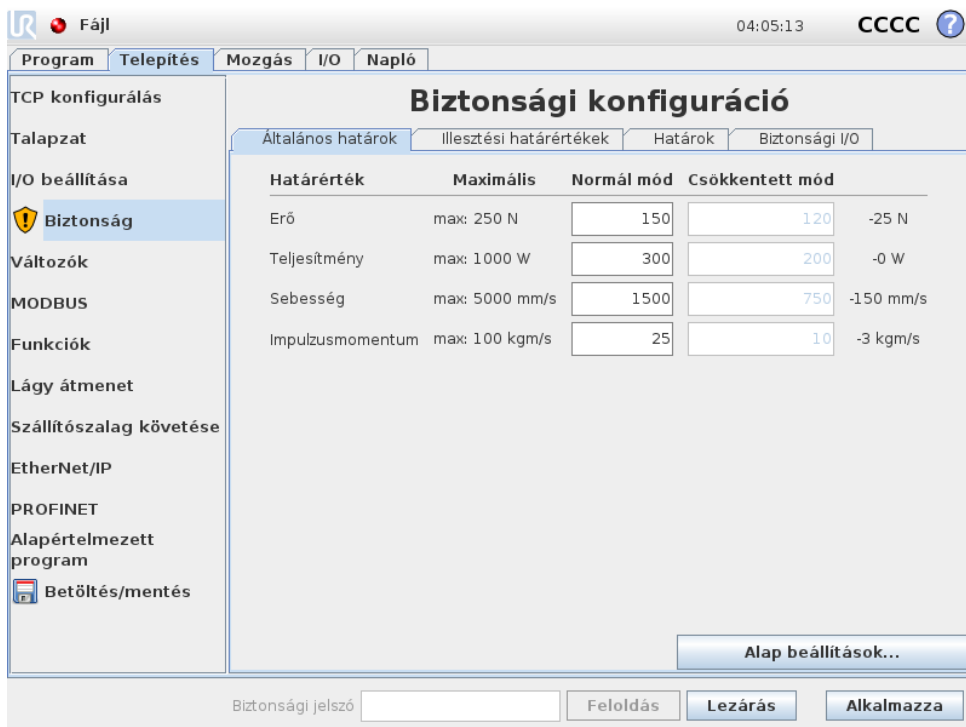 UR Fájl 04:05:13 CCCC ?
Program Telepítés Mozgás I/O Napló
TCP konfigurálás
Talapzat
I/O beállítása
Biztonság
Változók
MODBUS
Funkciók
Lágy átmenet
Szállítószalag követése
EtherNet/IP
PROFINET
Alapértelmezett
program
Betöltés/mentés
Biztonsági konfiguráció
Általános határok Illesztési határértékek Határok Biztonsági I/O
Határérték Maximális Normál mód Csökkentett mód
Erő max: 250 N 150 120 -25 N
Teljesítmény max: 1000 W 300 200 -0 W
Sebesség max: 5000 mm/s 1500 750 -150 mm/s
Impulzusmomentum max: 100 kgm/s 25 10 -3 kgm/s
Alap beállítások...
Biztonsági jelszó Feloldás Lezárás Alkalmazza